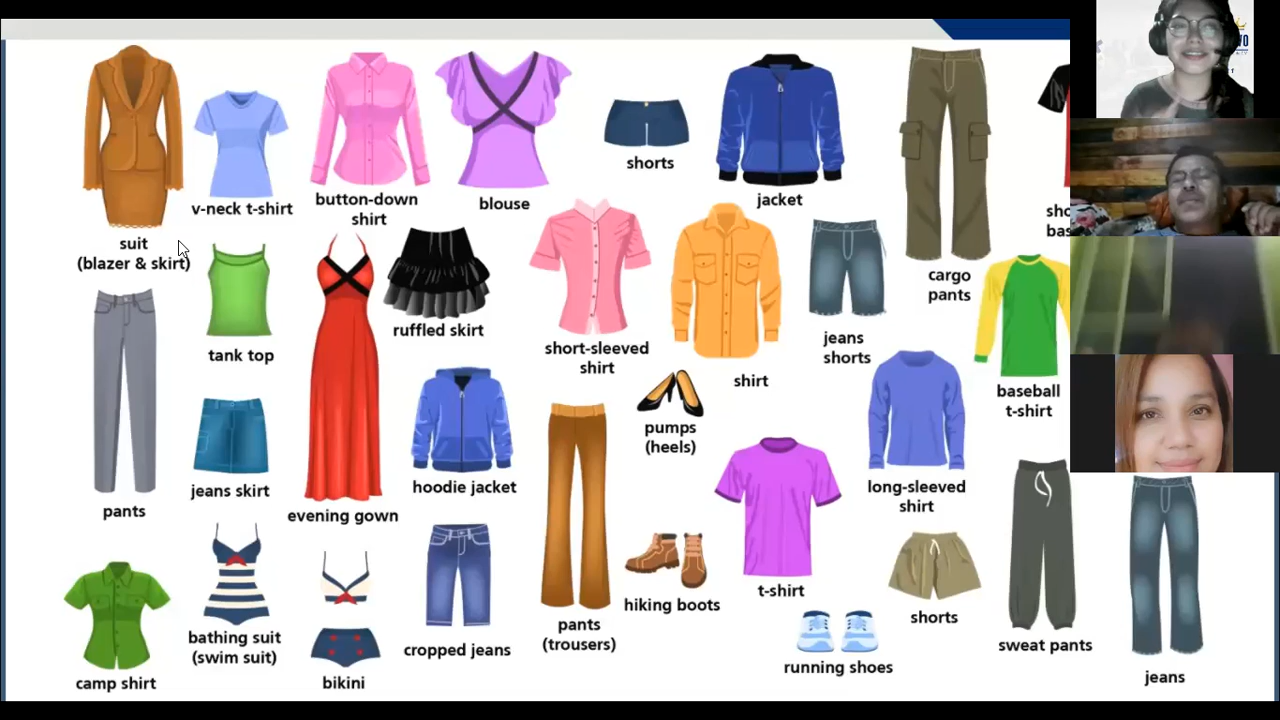 suit
(blazer & skirt)
v-neck t-shirt
button-down
shirt
blouse
shorts
jacket
cargo
pants
tank top
ruffled skirt
short-sleeved
shirt
shirt
jeans
shorts
baseball
t-shirt
pants
jeans skirt
evening gown
hoodie jacket
pumps
(heels)
long-sleeved
shirt
camp shirt
bathing suit
(swim suit)
bikini
cropped jeans
pants
(trousers)
hiking boots
t-shirt
running shoes
shorts
sweat pants
jeans